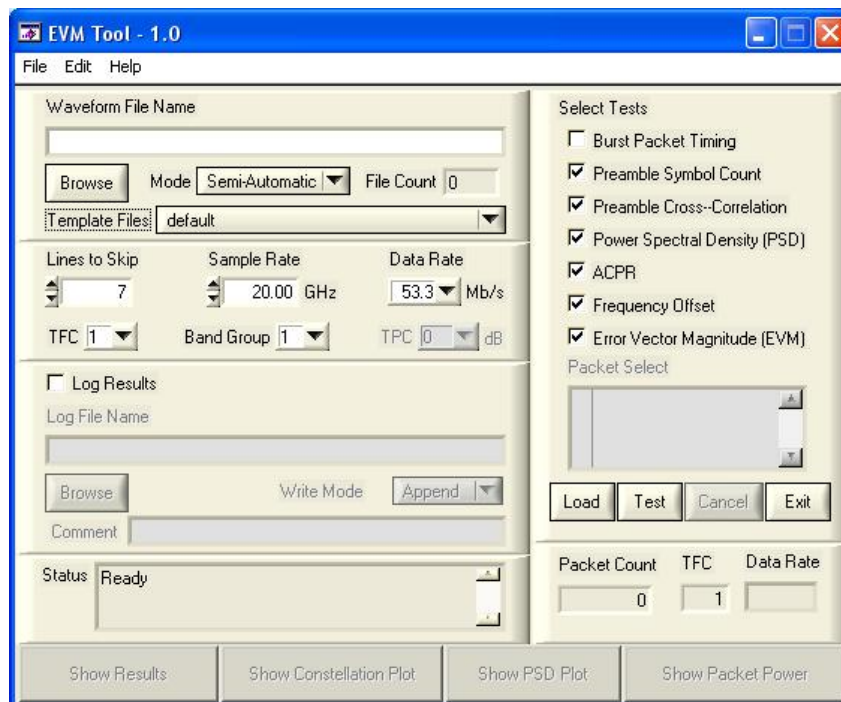 EVM Tool - 1.0
File Edit Help
Waveform File Name
Browse Mode Semi-Automatic File Count 0
Template Files default
Lines to Skip Sample Rate Data Rate
7 20.00 GHz 53.3 Mb/s
TFC 1 Band Group 1 TPC 0 dB
Log Results
Log File Name
Browse Write Mode Append
Comment
Status Ready
Select Tests
Burst Packet Timing
Preamble Symbol Count
Preamble Cross--Correlation
Power Spectral Density (PSD)
ACPR
Frequency Offset
Error Vector Magnitude (EVM)
Packet Select
Load Test Cancel Exit
Packet Count TFC Data Rate
0 1
Show Results Show Constellation Plot Show PSD Plot Show Packet Power